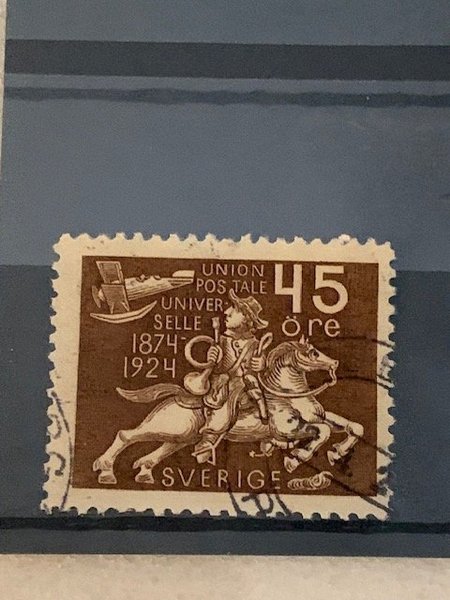 UNION
POSTALE
UNIVER-
SELLE
1874-
1924
45
öre
SVERIGE